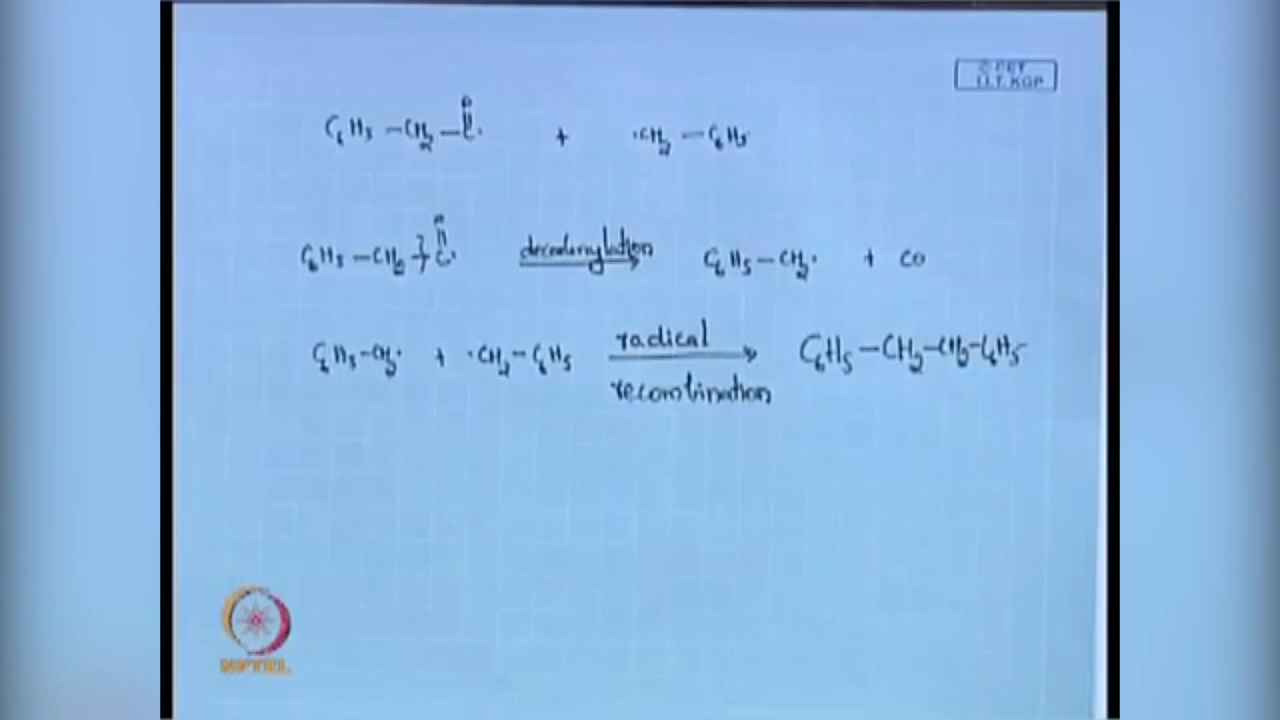 © CET
I.I.T. KGP
C₆H₅ –CH₂ –C(=O)· + ·CH₂ – C₆H₅
C₆H₅ – CH₂ –}– C(=O)· decarbonylation→ C₆H₅ – CH₂· + CO
C₆H₅ – CH₂· + ·CH₂ – C₆H₅ radical recombination→ C₆H₅ – CH₂ – CH₂ – C₆H₅
NPTEL